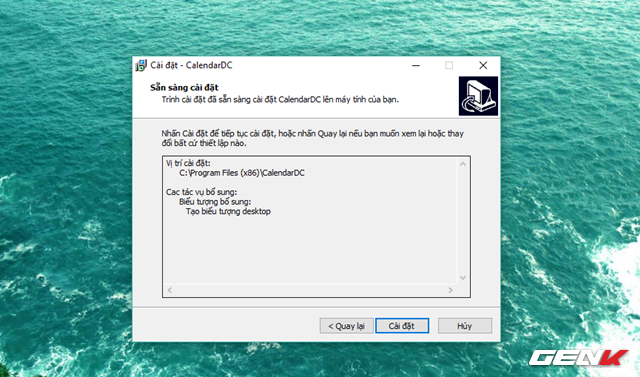 Cài đặt - CalendarDC
Sẵn sàng cài đặt
Trình cài đặt đã sẵn sàng cài đặt CalendarDC lên máy tính của bạn.
Nhấn Cài đặt để tiếp tục cài đặt, hoặc nhấn Quay lại nếu bạn muốn xem lại hoặc thay
đổi bất cứ thiết lập nào.
Vị trí cài đặt:
C:\Program Files (x86)\CalendarDC
Các tác vụ bổ sung:
Biểu tượng bổ sung:
Tạo biểu tượng desktop
< Quay lại
Cài đặt
Hủy
GENK